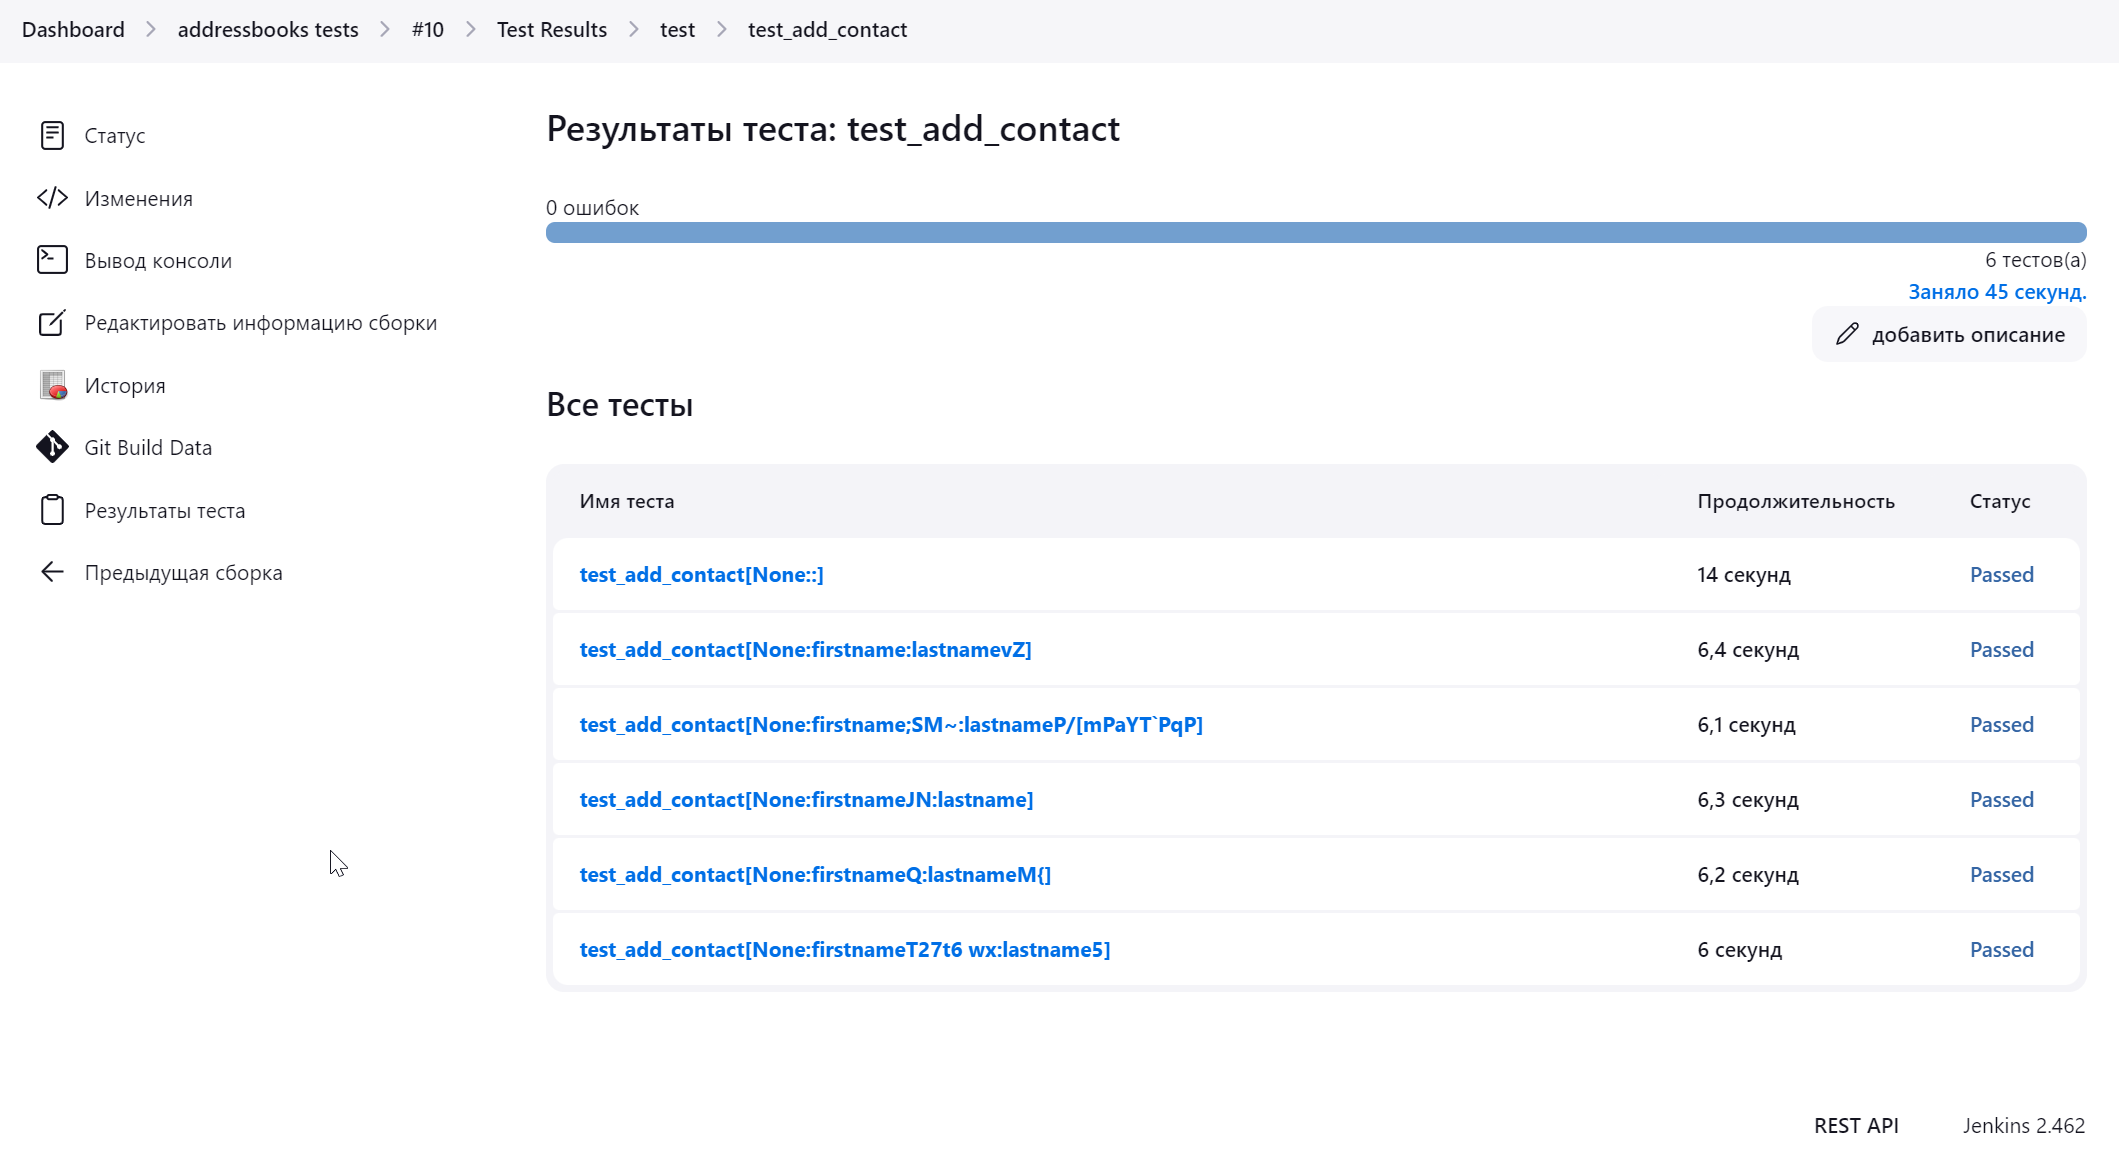 Dashboard addressbooks tests #10 Test Results test test_add_contact
Статус
Изменения
Вывод консоли
Редактировать информацию сборки
История
Git Build Data
Результаты теста
Предыдущая сборка
Результаты теста: test_add_contact
0 ошибок
6 тестов(а)
Заняло 45 секунд.
добавить описание
Все тесты
Имя теста Продолжительность Статус
test_add_contact[None::] 14 секунд Passed
test_add_contact[None:firstname:lastnamevZ] 6,4 секунд Passed
test_add_contact[None:firstname;SM~:lastnameP/[mPaYT`PqP] 6,1 секунд Passed
test_add_contact[None:firstnameJN:lastname] 6,3 секунд Passed
test_add_contact[None:firstnameQ:lastnameM{] 6,2 секунд Passed
test_add_contact[None:firstnameT27t6 wx:lastname5] 6 секунд Passed
REST API Jenkins 2.462